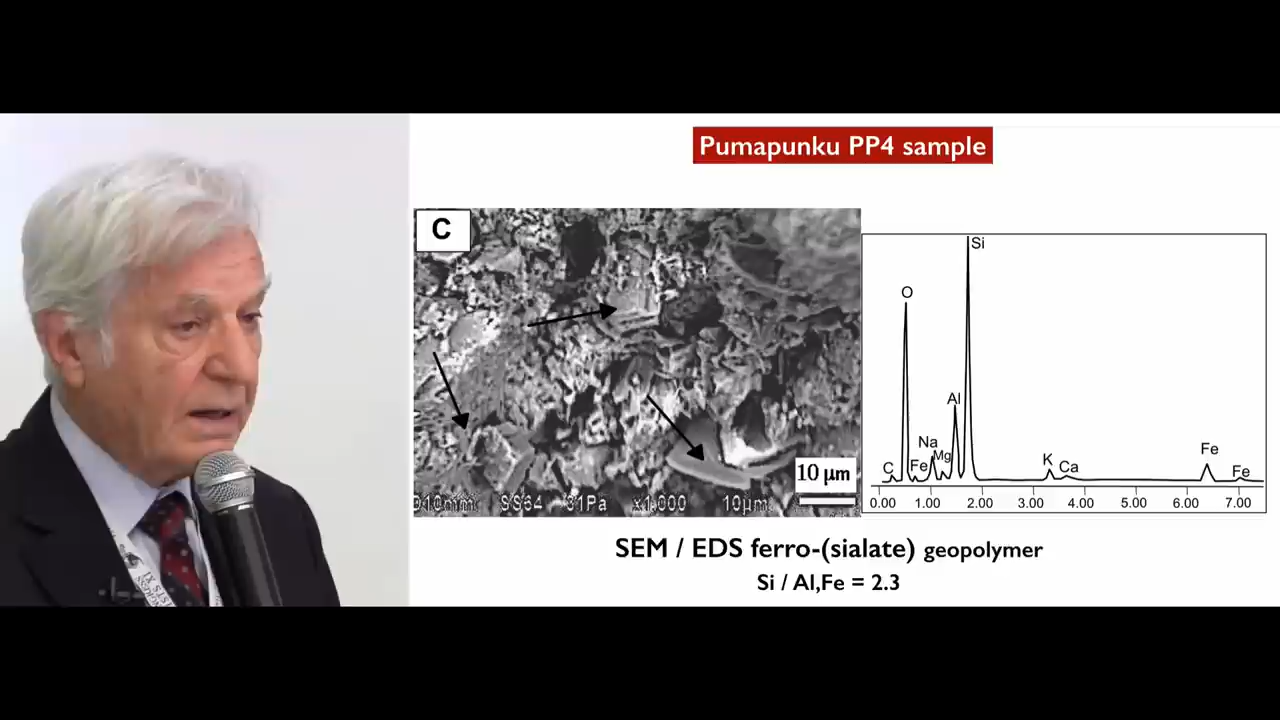 Pumapunku PP4 sample
C
Si
O
Al
Na
Mg
C
Fe
K
Ca
Fe
Fe
10 μm
SS64 31Pa x1,000 10μm
0.00 1.00 2.00 3.00 4.00 5.00 6.00 7.00
SEM / EDS ferro-(sialate) geopolymer
Si / Al,Fe = 2.3